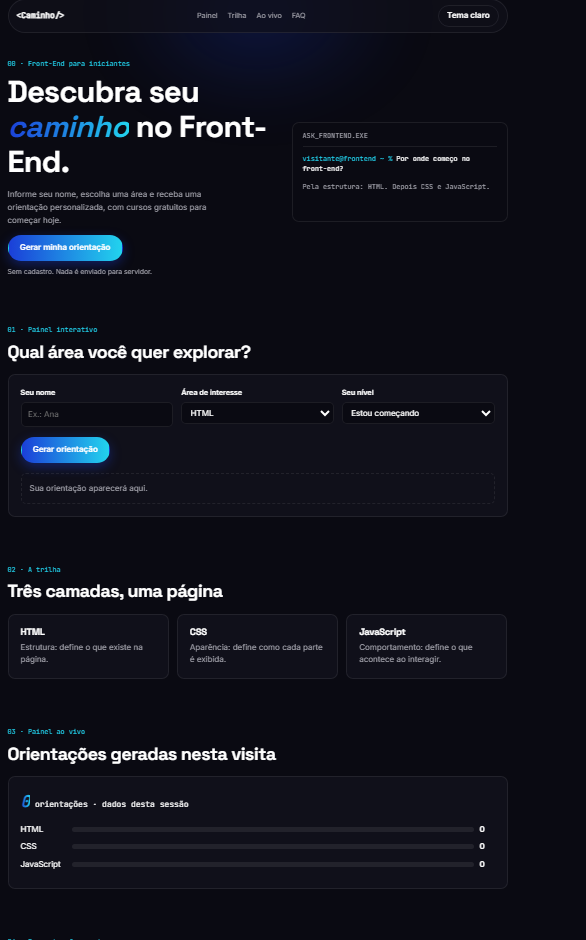 <Caminho/>
Painel
Trilha
Ao vivo
FAQ
Tema claro
00 · Front-End para iniciantes
Descubra seu
caminho no Front-
End.
Informe seu nome, escolha uma área e receba uma
orientação personalizada, com cursos gratuitos para
começar hoje.
Gerar minha orientação
Sem cadastro. Nada é enviado para servidor.
ASK_FRONTEND.EXE
visitante@frontend ~ % Por onde começo no
front-end?
Pela estrutura: HTML. Depois CSS e JavaScript.
01 · Painel interativo
Qual área você quer explorar?
Seu nome
Área de interesse
Seu nível
Ex.: Ana
HTML
Estou começando
Gerar orientação
Sua orientação aparecerá aqui.
02 · A trilha
Três camadas, uma página
HTML
Estrutura: define o que existe na
página.
CSS
Aparência: define como cada parte
é exibida.
JavaScript
Comportamento: define o que
acontece ao interagir.
03 · Painel ao vivo
Orientações geradas nesta visita
0 orientações · dados desta sessão
HTML 0
CSS 0
JavaScript 0